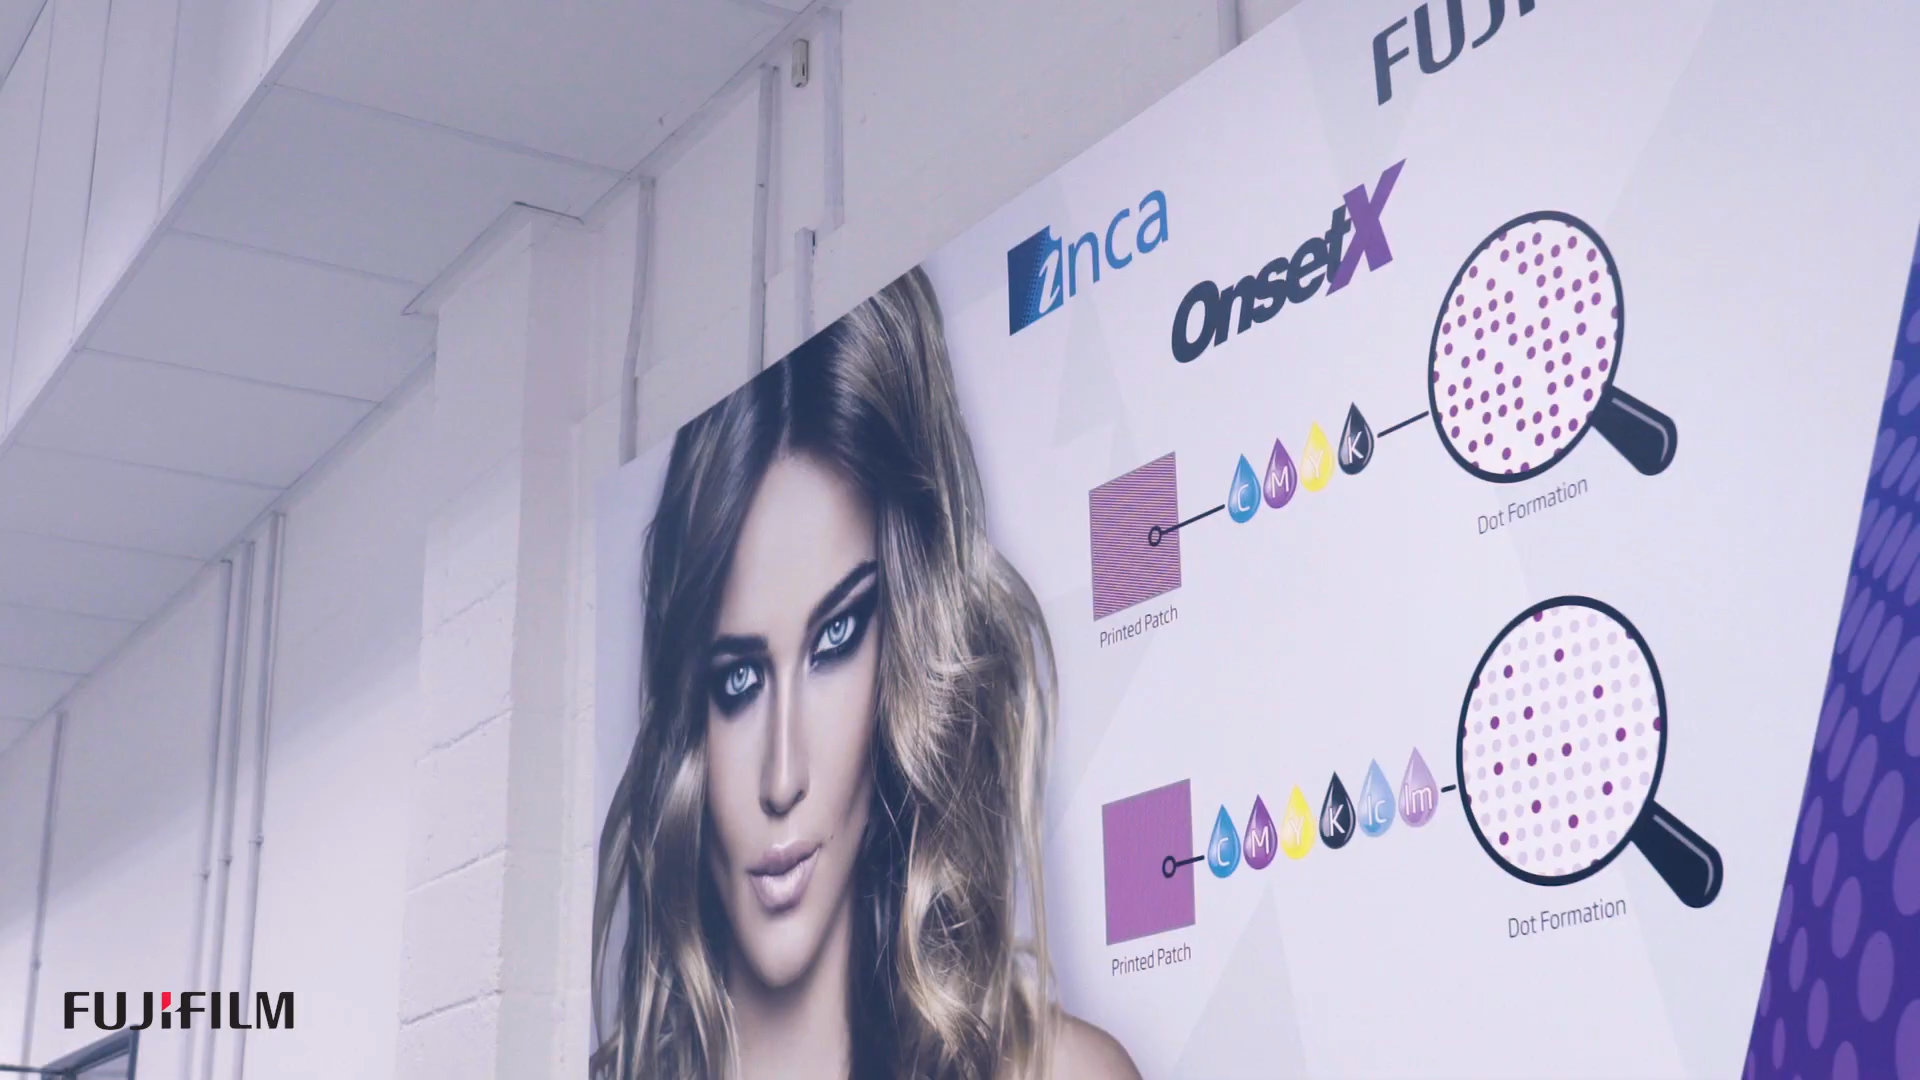 FUJI
inca
OnsetX
C M Y K
Dot Formation
Printed Patch
C M Y K lc lm
Dot Formation
Printed Patch
FUJIFILM